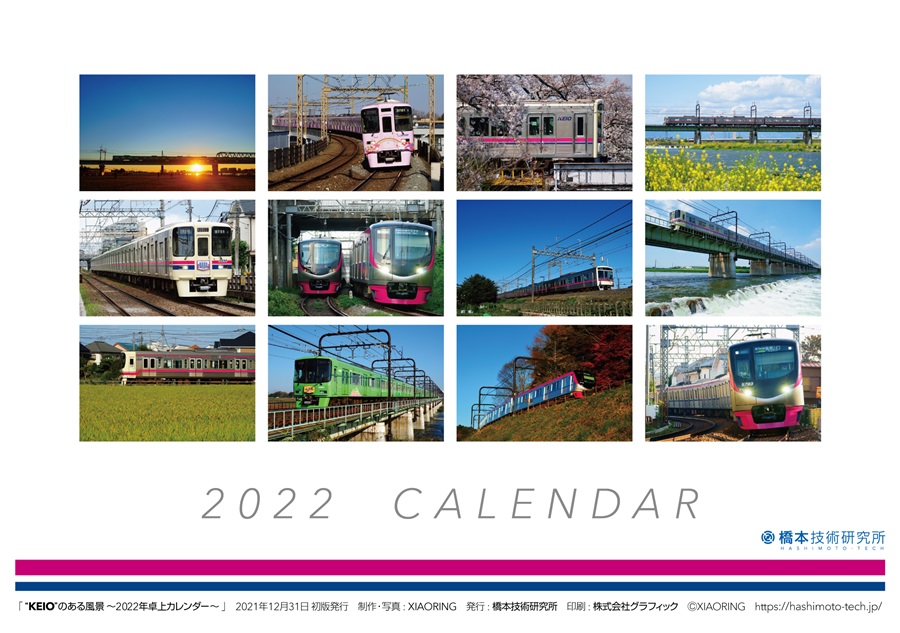 KEIO
2022 CALENDAR
橋本技術研究所
HASHIMOTO-TECH
「 "KEIO"のある風景 ~2022年卓上カレンダー~ 」 2021年12月31日 初版発行 制作・写真 : XIAORING 発行 : 橋本技術研究所 印刷 : 株式会社グラフィック ©XIAORING https://hashimoto-tech.jp/